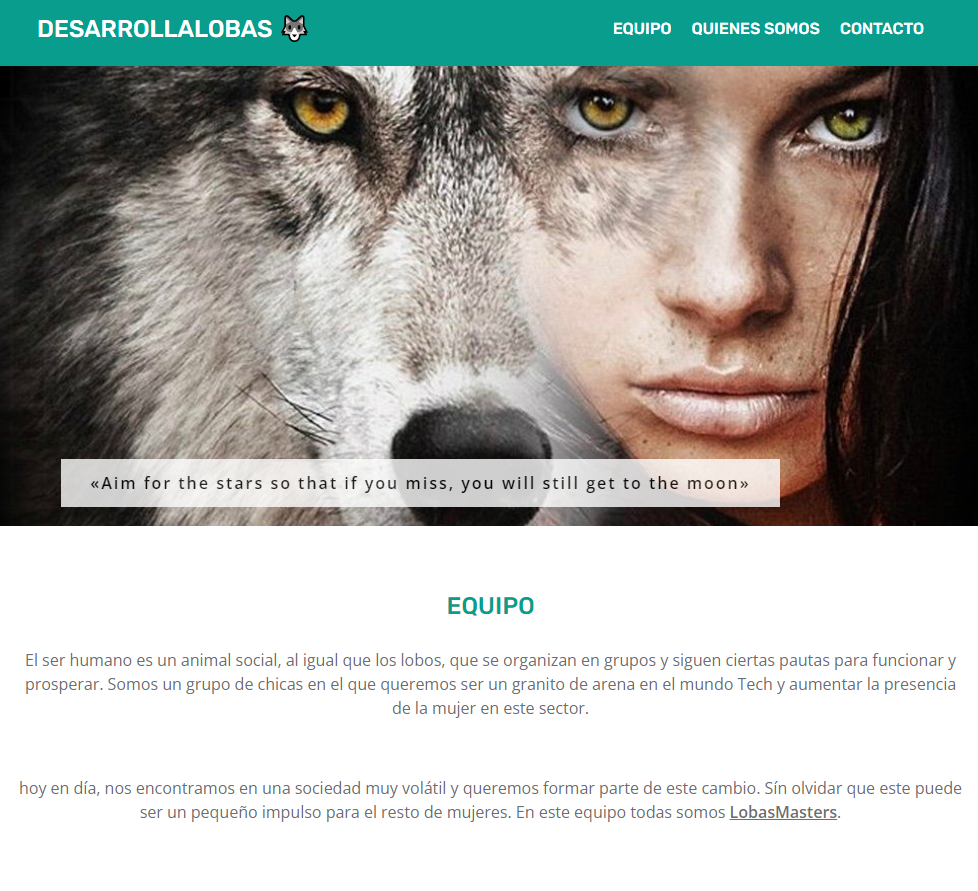 DESARROLLALOBAS
EQUIPO QUIENES SOMOS CONTACTO
«Aim for the stars so that if you miss, you will still get to the moon»
EQUIPO
El ser humano es un animal social, al igual que los lobos, que se organizan en grupos y siguen ciertas pautas para funcionar y
prosperar. Somos un grupo de chicas en el que queremos ser un granito de arena en el mundo Tech y aumentar la presencia
de la mujer en este sector.
hoy en día, nos encontramos en una sociedad muy volátil y queremos formar parte de este cambio. Sín olvidar que este puede
ser un pequeño impulso para el resto de mujeres. En este equipo todas somos LobasMasters.